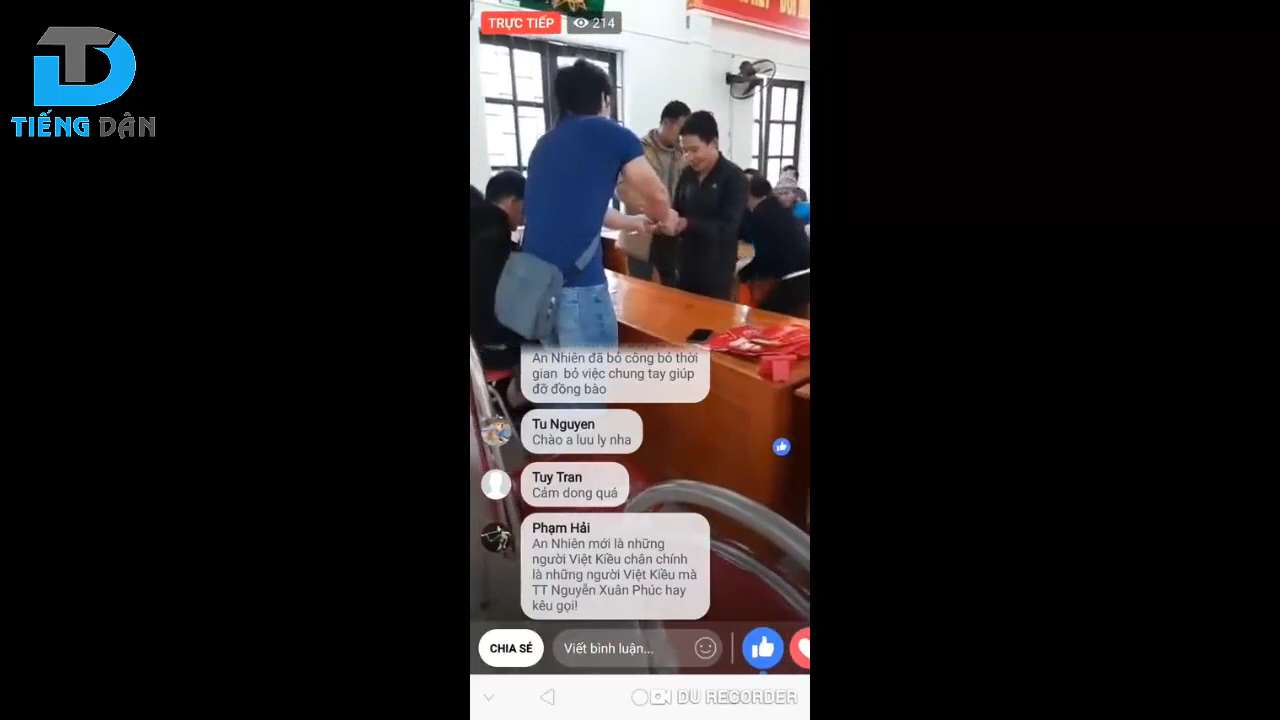 TIẾNG DÂN
TRỰC TIẾP
214
An Nhiên đã bỏ công bỏ thời
gian bỏ việc chung tay giúp
đỡ đồng bào
Tu Nguyen
Chào a luu ly nha
Tuy Tran
Cảm dong quá
Phạm Hải
An Nhiên mới là những
người Việt Kiều chân chính
là những người Việt Kiều mà
TT Nguyễn Xuân Phúc hay
kêu gọi!
CHIA SẺ
Viết bình luận...
DU RECORDER